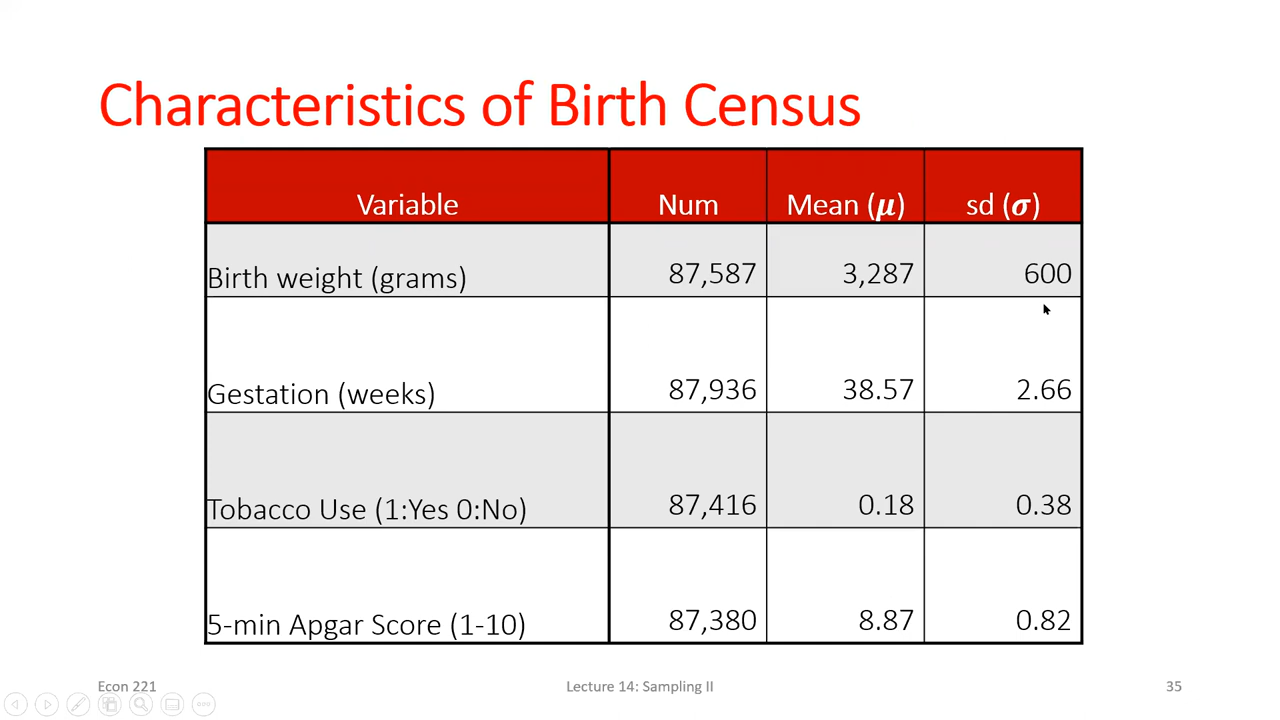 Characteristics of Birth Census
Variable Num Mean (μ) sd (σ)
Birth weight (grams) 87,587 3,287 600
Gestation (weeks) 87,936 38.57 2.66
Tobacco Use (1:Yes 0:No) 87,416 0.18 0.38
5-min Apgar Score (1-10) 87,380 8.87 0.82
Econ 221 Lecture 14: Sampling II 35